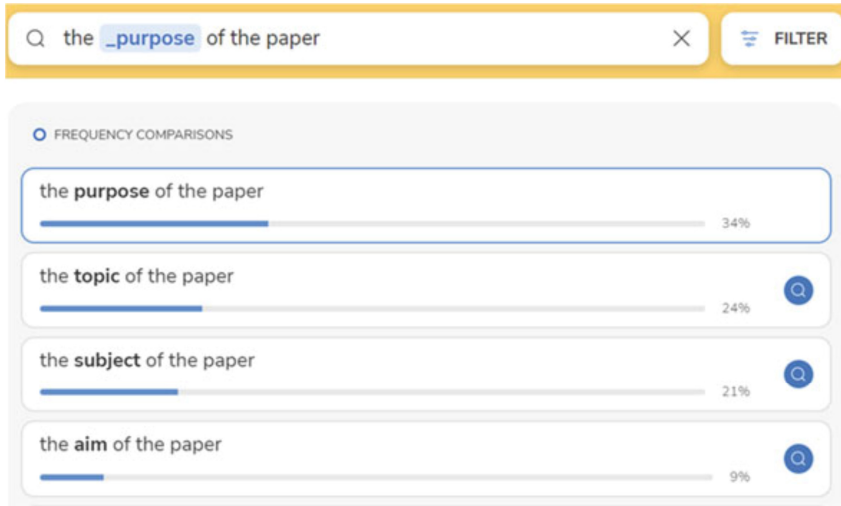 the _purpose of the paper
FILTER
FREQUENCY COMPARISONS
the purpose of the paper
34%
the topic of the paper
24%
the subject of the paper
21%
the aim of the paper
9%